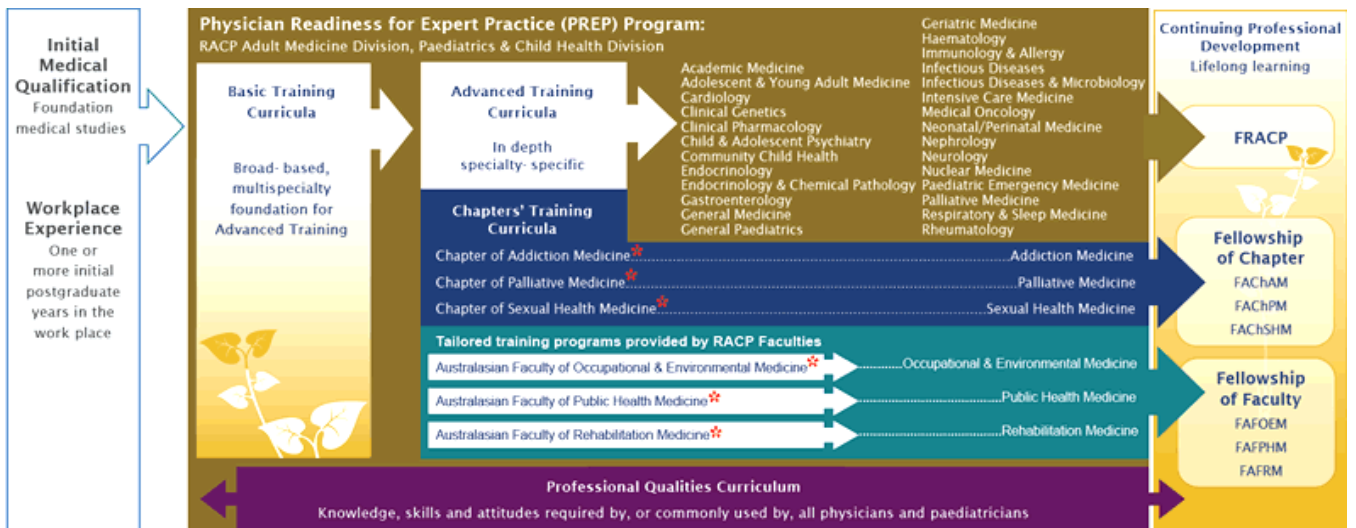 Initial
Medical
Qualification
Foundation
medical studies
Workplace
Experience
One or
more initial
postgraduate
years in the
work place
Physician Readiness for Expert Practice (PREP) Program:
RACP Adult Medicine Division, Paediatrics & Child Health Division
Basic Training
Curricula
Broad- based,
multispecialty
foundation for
Advanced Training
Advanced Training
Curricula
In depth
specialty- specific
Academic Medicine
Adolescent & Young Adult Medicine
Cardiology
Clinical Genetics
Clinical Pharmacology
Child & Adolescent Psychiatry
Community Child Health
Endocrinology
Endocrinology & Chemical Pathology
Gastroenterology
General Medicine
General Paediatrics
Geriatric Medicine
Haematology
Immunology & Allergy
Infectious Diseases
Infectious Diseases & Microbiology
Intensive Care Medicine
Medical Oncology
Neonatal/Perinatal Medicine
Nephrology
Neurology
Nuclear Medicine
Paediatric Emergency Medicine
Palliative Medicine
Respiratory & Sleep Medicine
Rheumatology
Chapters' Training
Curricula
Chapter of Addiction Medicine*........Addiction Medicine
Chapter of Palliative Medicine*........Palliative Medicine
Chapter of Sexual Health Medicine*........Sexual Health Medicine
Tailored training programs provided by RACP Faculties
Australasian Faculty of Occupational & Environmental Medicine* ........Occupational & Environmental Medicine
Australasian Faculty of Public Health Medicine* ........Public Health Medicine
Australasian Faculty of Rehabilitation Medicine* ........Rehabilitation Medicine
Professional Qualities Curriculum
Knowledge, skills and attitudes required by, or commonly used by, all physicians and paediatricians
Continuing Professional
Development
Lifelong learning
FRACP
Fellowship
of Chapter
FAChAM
FAChPM
FAChSHM
Fellowship
of Faculty
FAFOEM
FAFPHM
FAFRM